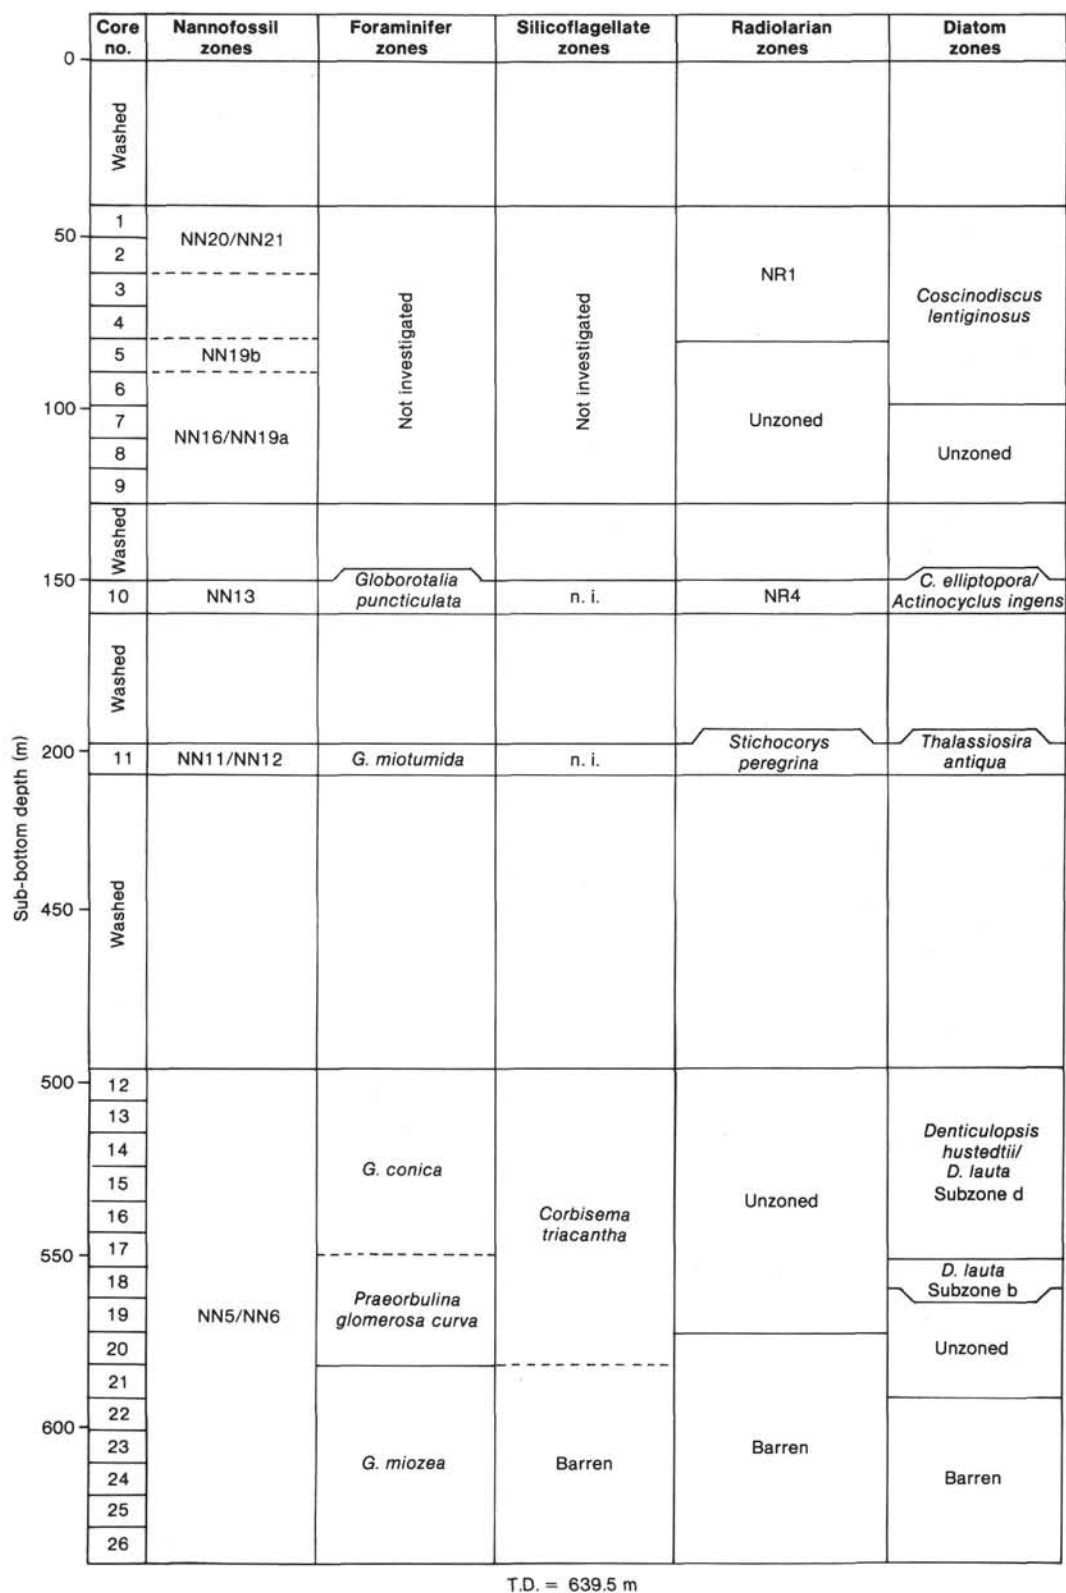 Core no.
Nannofossil zones
Foraminifer zones
Silicoflagellate zones
Radiolarian zones
Diatom zones
Sub-bottom depth (m)
0
Washed
1
50
2
3
4
5
6
100
7
8
9
NN20/NN21
NN19b
NN16/NN19a
Not investigated
Not investigated
NR1
Unzoned
Coscinodiscus
lentiginosus
Unzoned
Washed
150
10
NN13
Globorotalia
puncticulata
n. i.
NR4
C. elliptopora/
Actinocyclus ingens
Washed
200
11
NN11/NN12
G. miotumida
n. i.
Stichocorys
peregrina
Thalassiosira
antiqua
Washed
450
500
12
13
14
15
16
17
550
18
19
20
21
22
600
23
24
25
26
NN5/NN6
G. conica
Praeorbulina
glomerosa curva
G. miozea
Corbisema
triacantha
Barren
Unzoned
Barren
Denticulopsis
hustedtii/
D. lauta
Subzone d
D. lauta
Subzone b
Unzoned
Barren
T.D. = 639.5 m